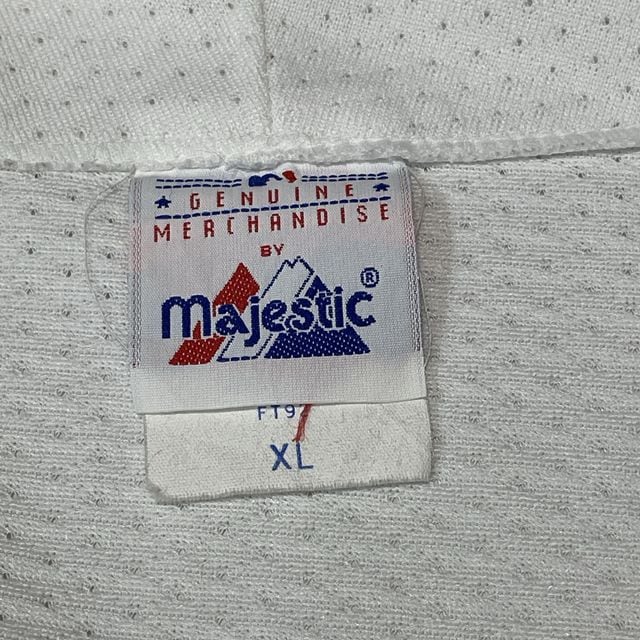 GENUINE
MERCHANDISE
BY
Majestic®
XL